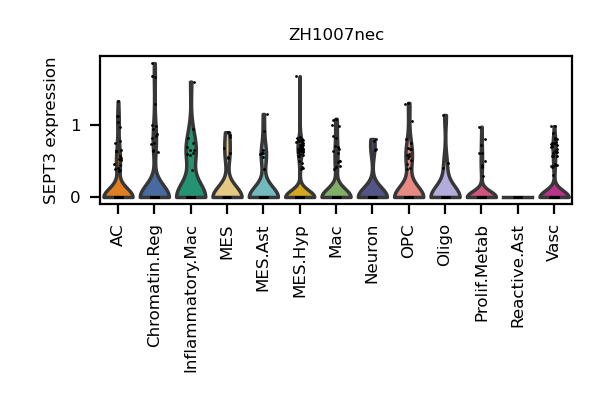 ZH1007nec
SEPT3 expression
1
0
AC
Chromatin.Reg
Inflammatory.Mac
MES
MES.Ast
MES.Hyp
Mac
Neuron
OPC
Oligo
Prolif.Metab
Reactive.Ast
Vasc